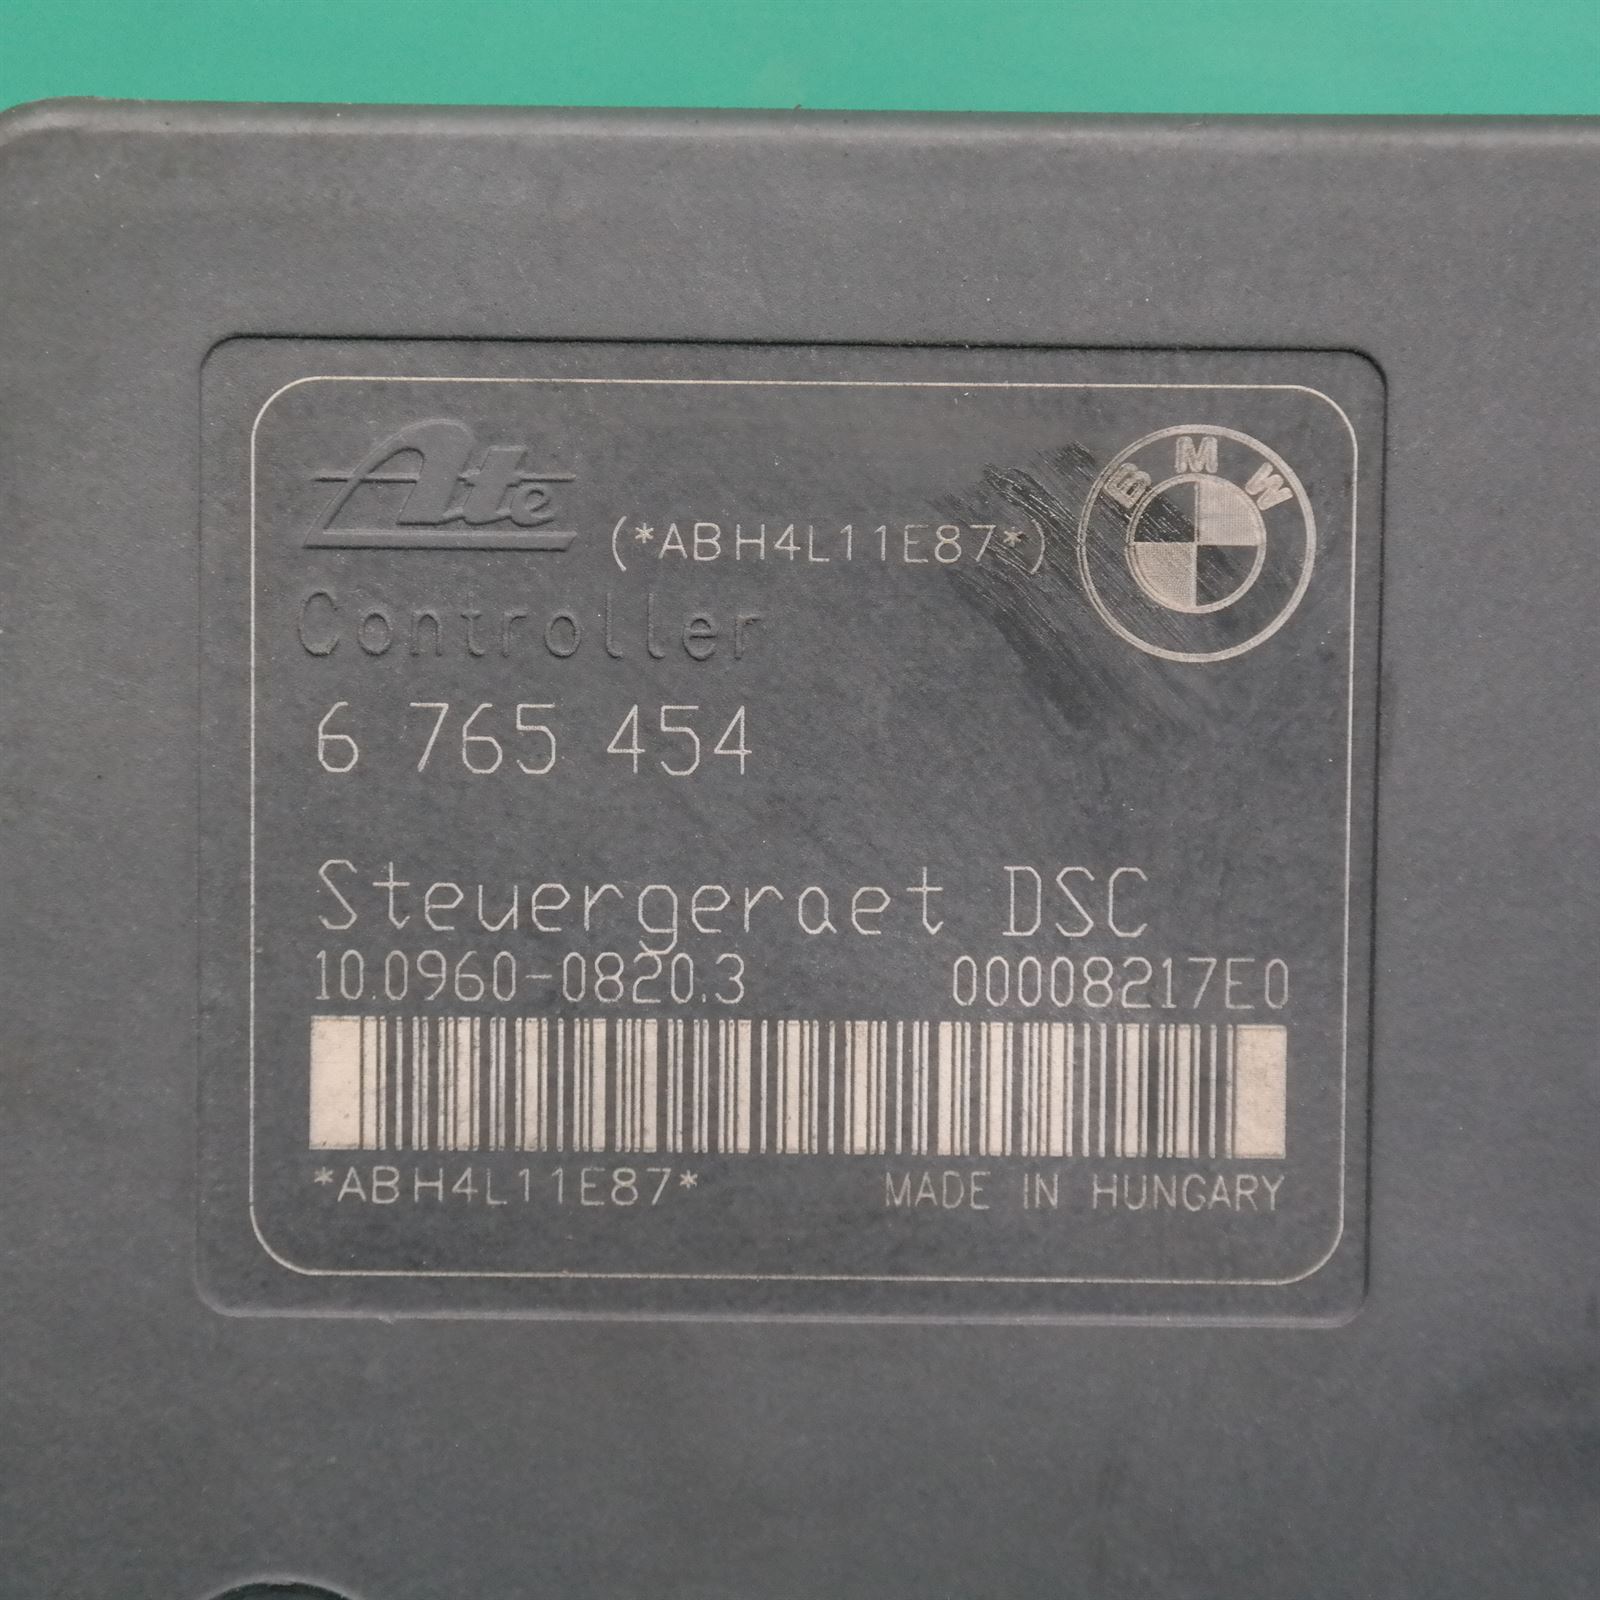 Ate
(*ABH4L11E87*)
BMW
Controller
6 765 454
Steuergeraet DSC
10.0960-0820.3 00008217E0
*ABH4L11E87* MADE IN HUNGARY